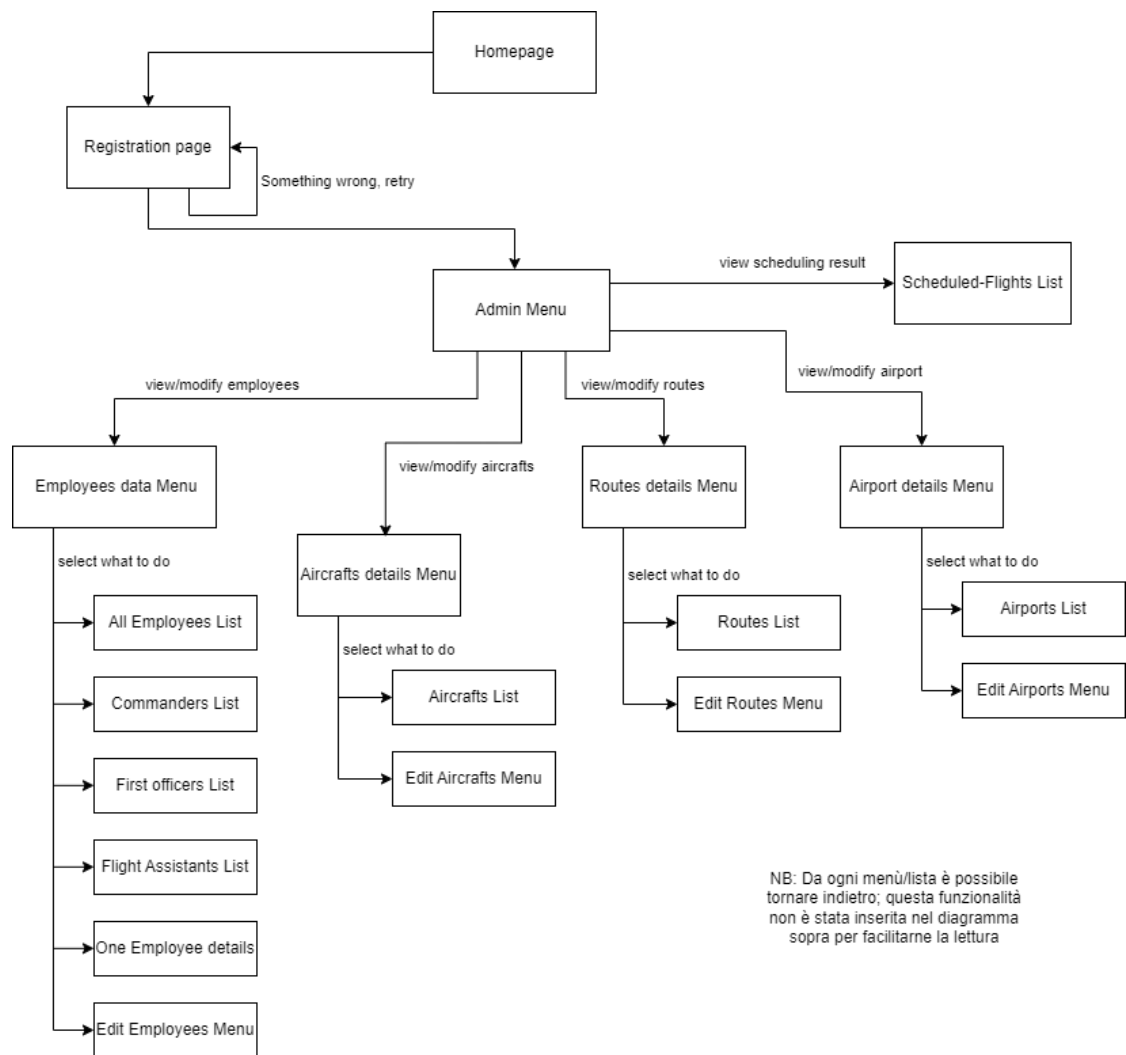 Homepage
Registration page
Something wrong, retry
view scheduling result
Scheduled-Flights List
Admin Menu
view/modify employees
view/modify routes
view/modify airport
view/modify aircrafts
Employees data Menu
Routes details Menu
Airport details Menu
select what to do
Aircrafts details Menu
select what to do
select what to do
All Employees List
Routes List
Airports List
select what to do
Commanders List
Aircrafts List
Edit Routes Menu
Edit Airports Menu
First officers List
Edit Aircrafts Menu
Flight Assistants List
One Employee details
Edit Employees Menu
NB: Da ogni menù/lista è possibile
tornare indietro; questa funzionalità
non è stata inserita nel diagramma
sopra per facilitarne la lettura